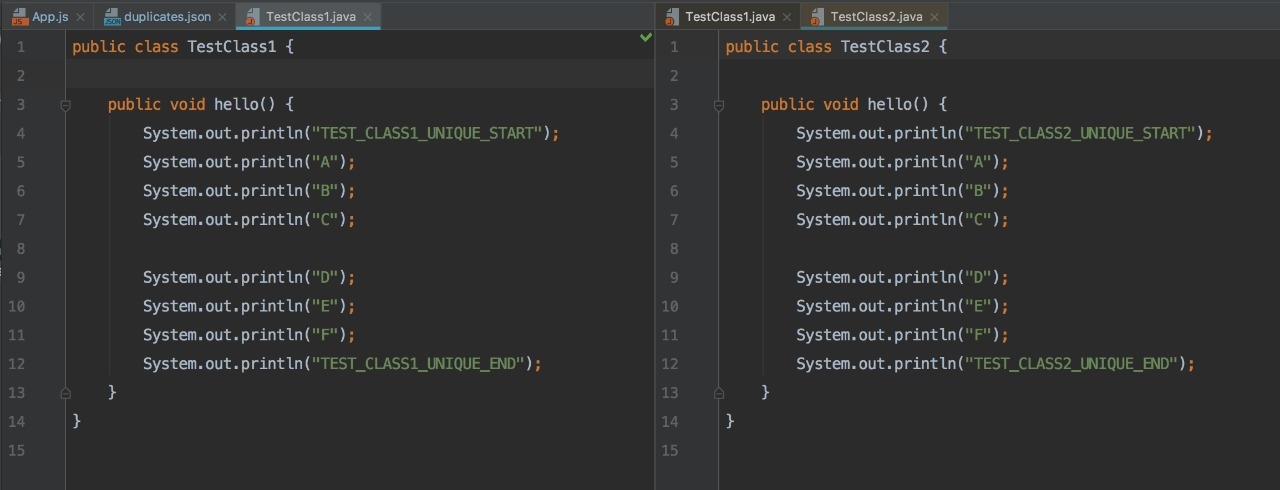 App.js
duplicates.json
TestClass1.java
1 public class TestClass1 {
2
3 public void hello() {
4 System.out.println("TEST_CLASS1_UNIQUE_START");
5 System.out.println("A");
6 System.out.println("B");
7 System.out.println("C");
8
9 System.out.println("D");
10 System.out.println("E");
11 System.out.println("F");
12 System.out.println("TEST_CLASS1_UNIQUE_END");
13 }
14 }
15
TestClass1.java
TestClass2.java
1 public class TestClass2 {
2
3 public void hello() {
4 System.out.println("TEST_CLASS2_UNIQUE_START");
5 System.out.println("A");
6 System.out.println("B");
7 System.out.println("C");
8
9 System.out.println("D");
10 System.out.println("E");
11 System.out.println("F");
12 System.out.println("TEST_CLASS2_UNIQUE_END");
13 }
14 }
15